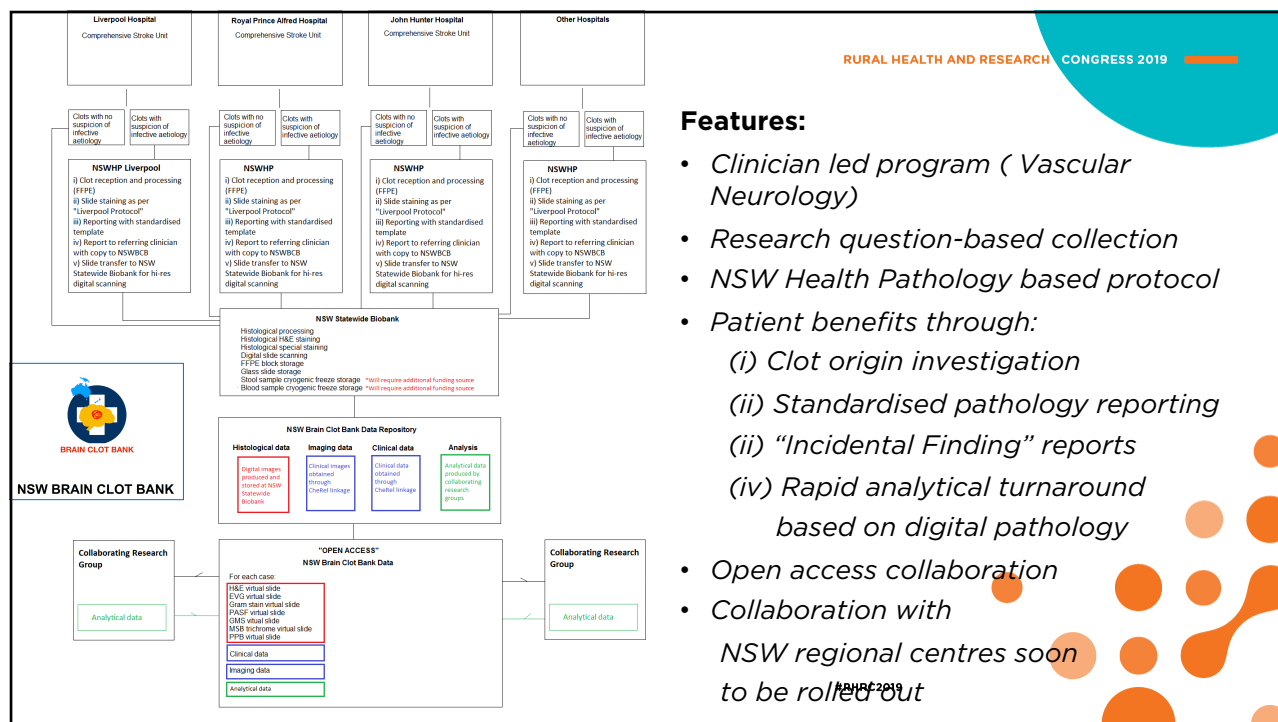 Liverpool Hospital
Comprehensive Stroke Unit
Royal Prince Alfred Hospital
Comprehensive Stroke Unit
John Hunter Hospital
Comprehensive Stroke Unit
Other Hospitals
Clots with no
suspicion of
infective
aetiology
Clots with
suspicion of
infective aetiology
Clots with no
suspicion of
infective
aetiology
Clots with
suspicion of
infective aetiology
Clots with no
suspicion of
infective
aetiology
Clots with
suspicion of
infective aetiology
Clots with no
suspicion of
infective
aetiology
Clots with
suspicion of
infective aetiology
NSWHP Liverpool
i) Clot reception and processing
(FFPE)
ii) Slide staining as per
"Liverpool Protocol"
iii) Reporting with standardised
template
iv) Report to referring clinician
with copy to NSWBCB
v) Slide transfer to NSW
Statewide Biobank for hi-res
digital scanning
NSWHP
i) Clot reception and processing
(FFPE)
ii) Slide staining as per
"Liverpool Protocol"
iii) Reporting with standardised
template
iv) Report to referring clinician
with copy to NSWBCB
v) Slide transfer to NSW
Statewide Biobank for hi-res
digital scanning
NSWHP
i) Clot reception and processing
(FFPE)
ii) Slide staining as per
"Liverpool Protocol"
iii) Reporting with standardised
template
iv) Report to referring clinician
with copy to NSWBCB
v) Slide transfer to NSW
Statewide Biobank for hi-res
digital scanning
NSWHP
i) Clot reception and processing
(FFPE)
ii) Slide staining as per
"Liverpool Protocol"
iii) Reporting with standardised
template
iv) Report to referring clinician
with copy to NSWBCB
v) Slide transfer to NSW
Statewide Biobank for hi-res
digital scanning
NSW Statewide Biobank
Histological processing
Histological H&E staining
Histological special staining
Digital slide scanning
FFPE block storage
Glass slide storage
Stool sample cryogenic freeze storage *Will require additional funding source
Blood sample cryogenic freeze storage *Will require additional funding source
BRAIN CLOT BANK
NSW BRAIN CLOT BANK
NSW Brain Clot Bank Data Repository
Histological data
Digital images
produced and
stored at NSW
Statewide
Biobank
Imaging data
Clinical images
obtained
through
CheRel linkage
Clinical data
Clinical data
obtained
through
CheRel linkage
Analysis
Analytical data
produced by
collaborating
research
groups
Collaborating Research
Group
Analytical data
"OPEN ACCESS"
NSW Brain Clot Bank Data
For each case:
H&E virtual slide
EVG virtual slide
Gram stain virtual slide
PASF virtual slide
GMS vitual slide
MSB trichrome virtual slide
PPB virtual slide
Clinical data
Imaging data
Analytical data
Collaborating Research
Group
Analytical data
RURAL HEALTH AND RESEARCH CONGRESS 2019
Features:
• Clinician led program ( Vascular
Neurology)
• Research question-based collection
• NSW Health Pathology based protocol
• Patient benefits through:
(i) Clot origin investigation
(ii) Standardised pathology reporting
(ii) “Incidental Finding” reports
(iv) Rapid analytical turnaround
based on digital pathology
• Open access collaboration
• Collaboration with
NSW regional centres soon
to be rolled out
#RHRC2019